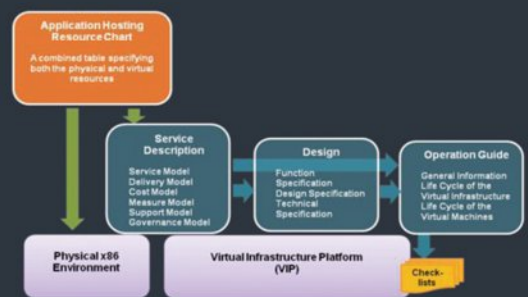 Application Hosting
Resource Chart
A combined table specifying
both the physical and virtual
resources
Service
Description
Service Model
Delivery Model
Cost Model
Measure Model
Support Model
Governance Model
Design
Function
Specification
Design Specification
Technical
Specification
Operation Guide
General Information
Life Cycle of the
Virtual Infrastructure
Life Cycle of the
Virtual Machines
Physical x86
Environment
Virtual Infrastructure Platform
(VIP)
Check-
lists